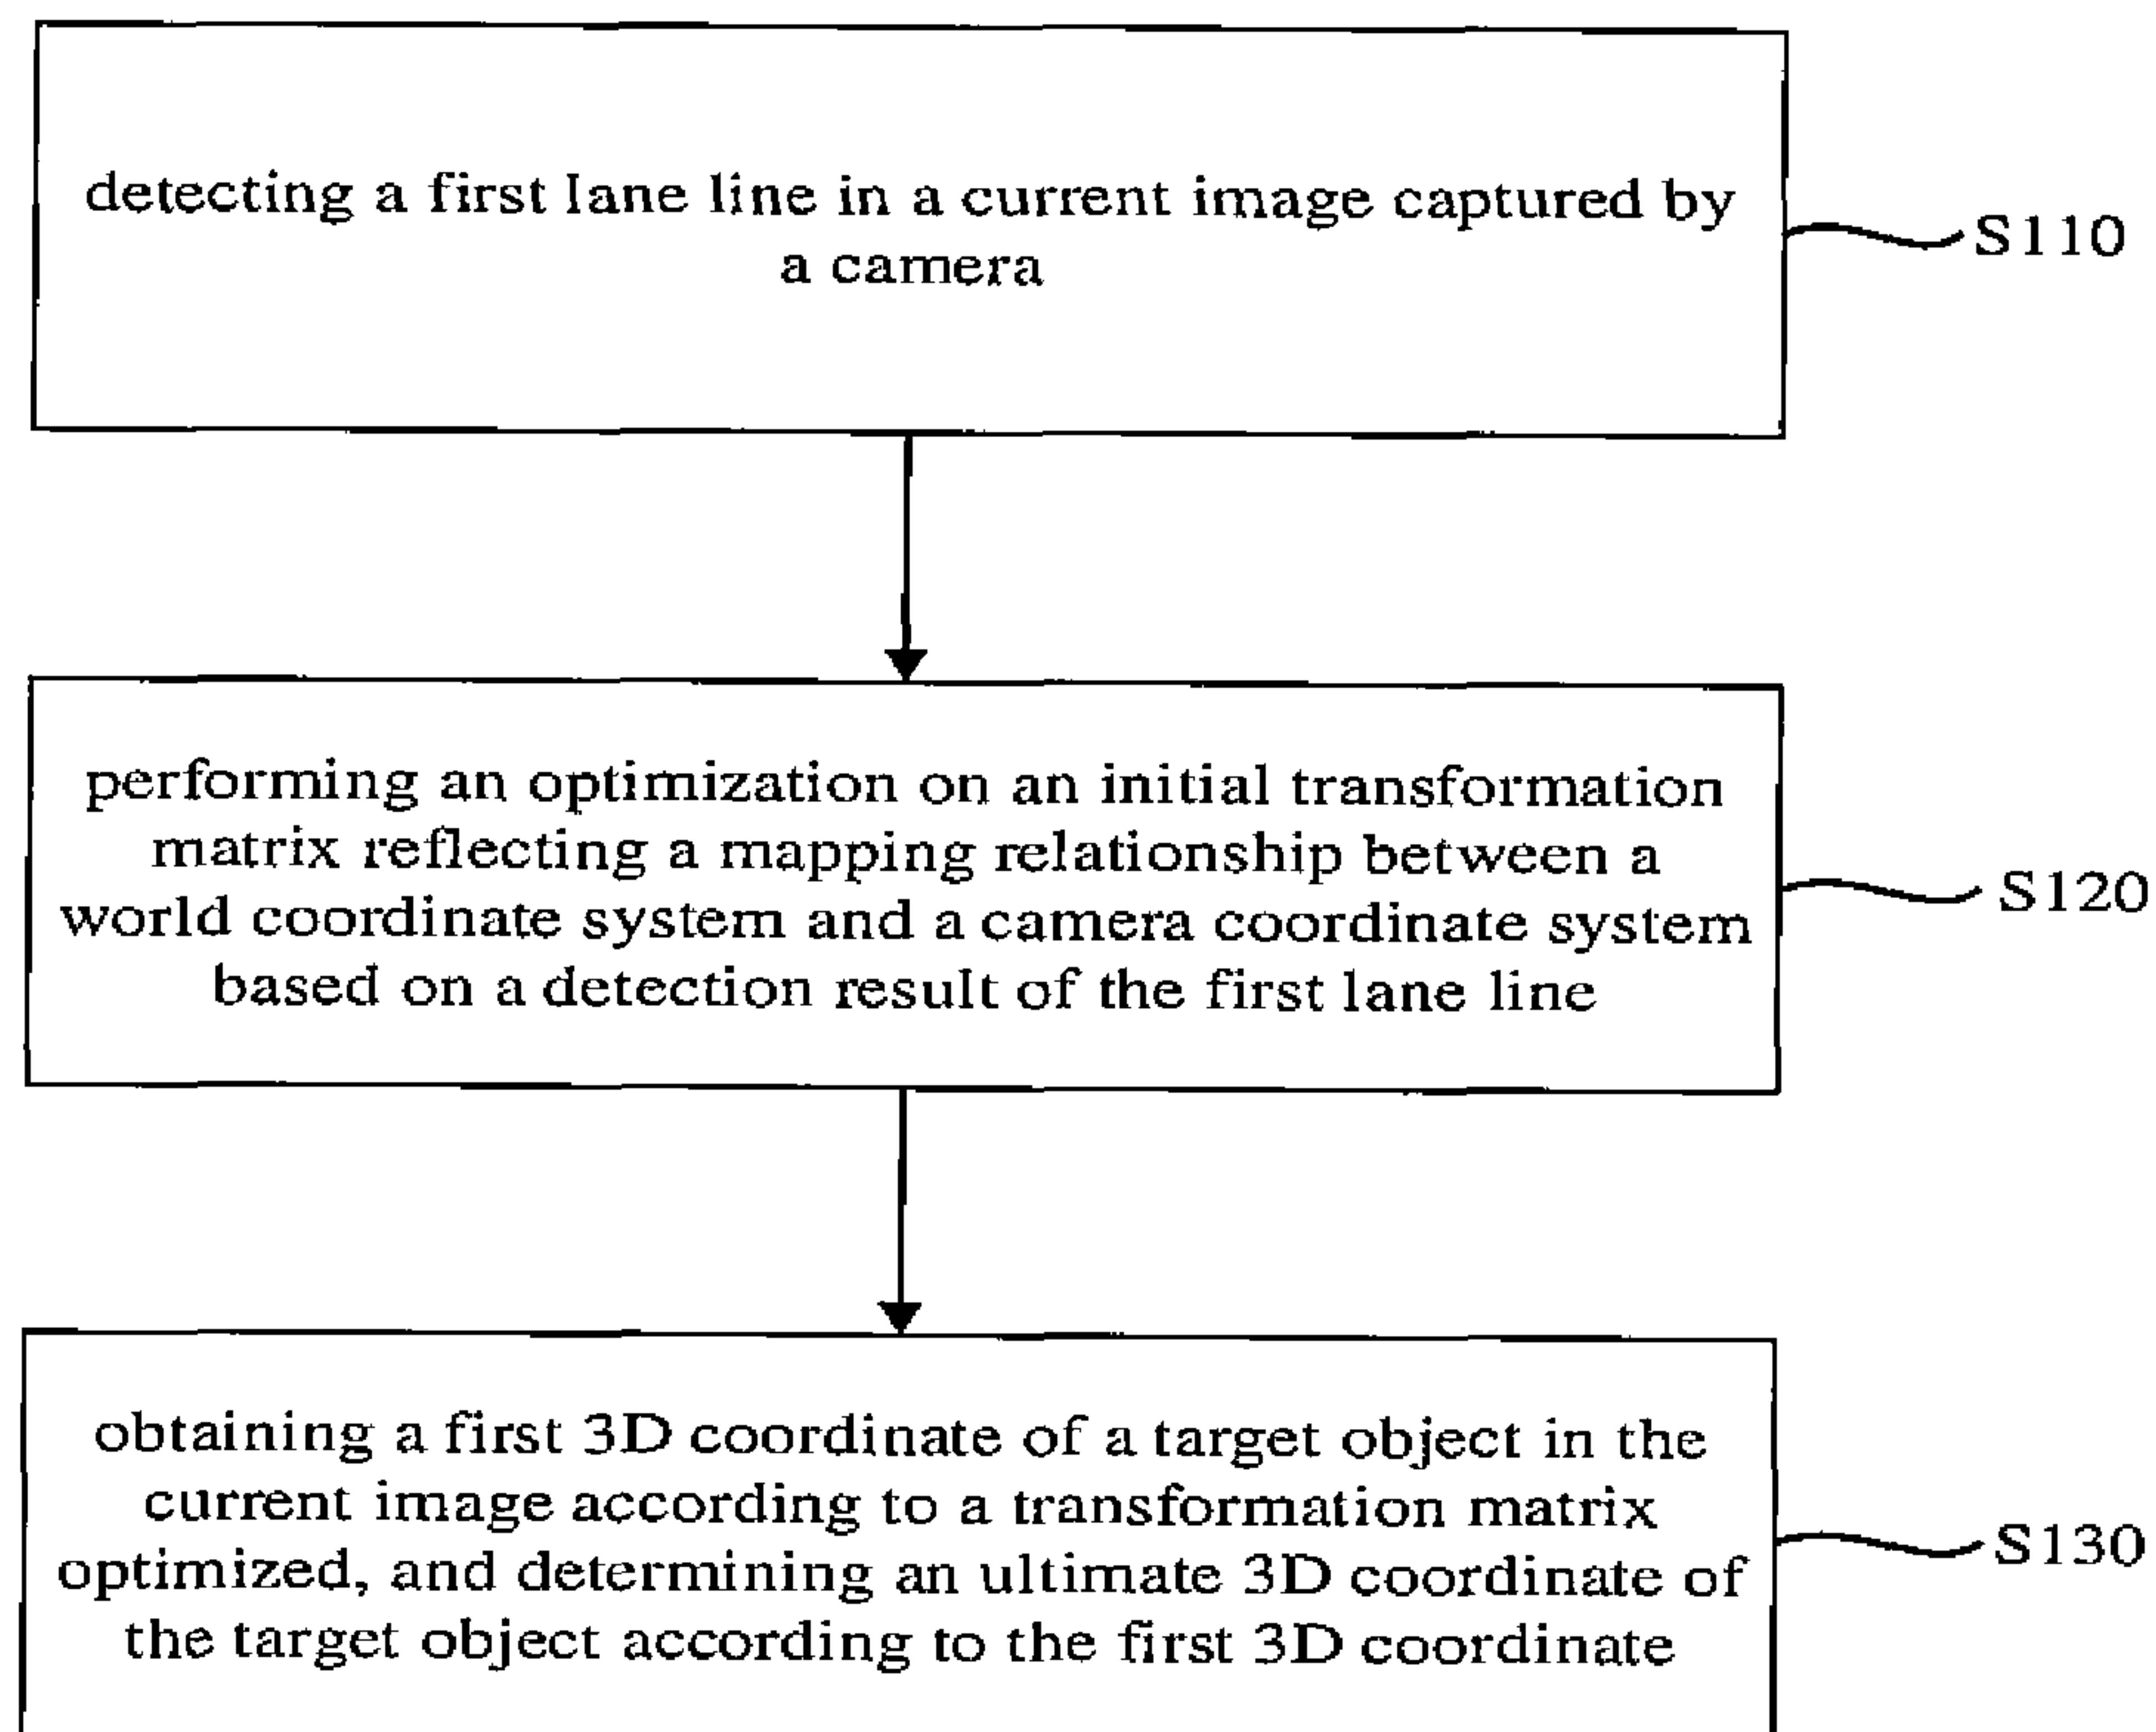 detecting a first lane line in a current image captured by
a camera
S110
performing an optimization on an initial transformation
matrix reflecting a mapping relationship between a
world coordinate system and a camera coordinate system
based on a detection result of the first lane line
S120
obtaining a first 3D coordinate of a target object in the
current image according to a transformation matrix
optimized, and determining an ultimate 3D coordinate of
the target object according to the first 3D coordinate
S130